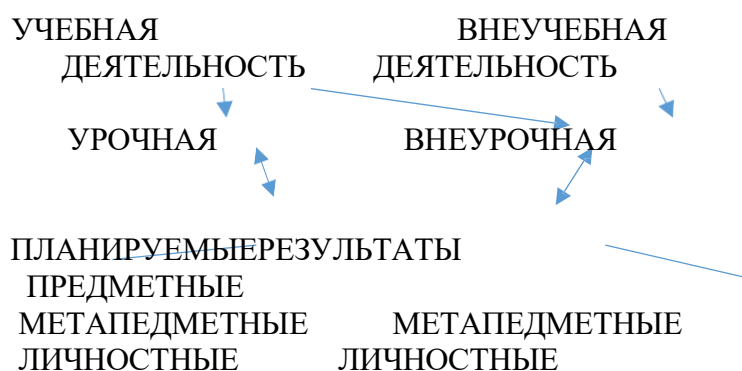 УЧЕБНАЯ ВНЕУЧЕБНАЯ
ДЕЯТЕЛЬНОСТЬ ДЕЯТЕЛЬНОСТЬ
УРОЧНАЯ ВНЕУРОЧНАЯ
ПЛАНИРУЕМЫЕРЕЗУЛЬТАТЫ
ПРЕДМЕТНЫЕ
МЕТАПЕДМЕТНЫЕ МЕТАПЕДМЕТНЫЕ
ЛИЧНОСТНЫЕ ЛИЧНОСТНЫЕ